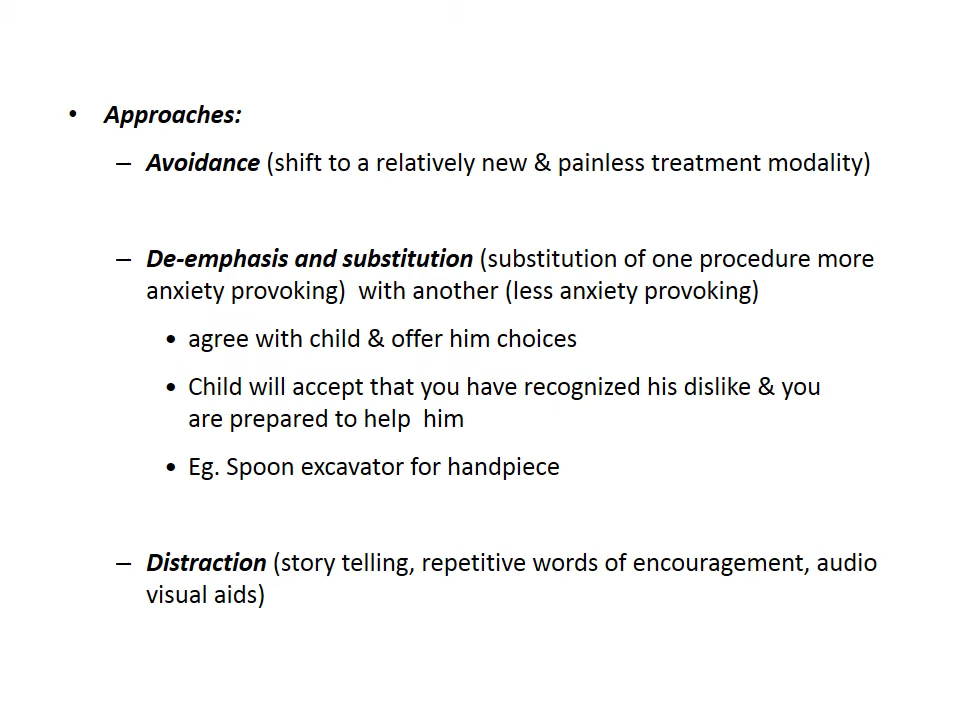 • Approaches:
– Avoidance (shift to a relatively new & painless treatment modality)
– De-emphasis and substitution (substitution of one procedure more
anxiety provoking)  with another (less anxiety provoking)
• agree with child & offer him choices
• Child will accept that you have recognized his dislike & you
are prepared to help  him
• Eg. Spoon excavator for handpiece
– Distraction (story telling, repetitive words of encouragement, audio
visual aids)